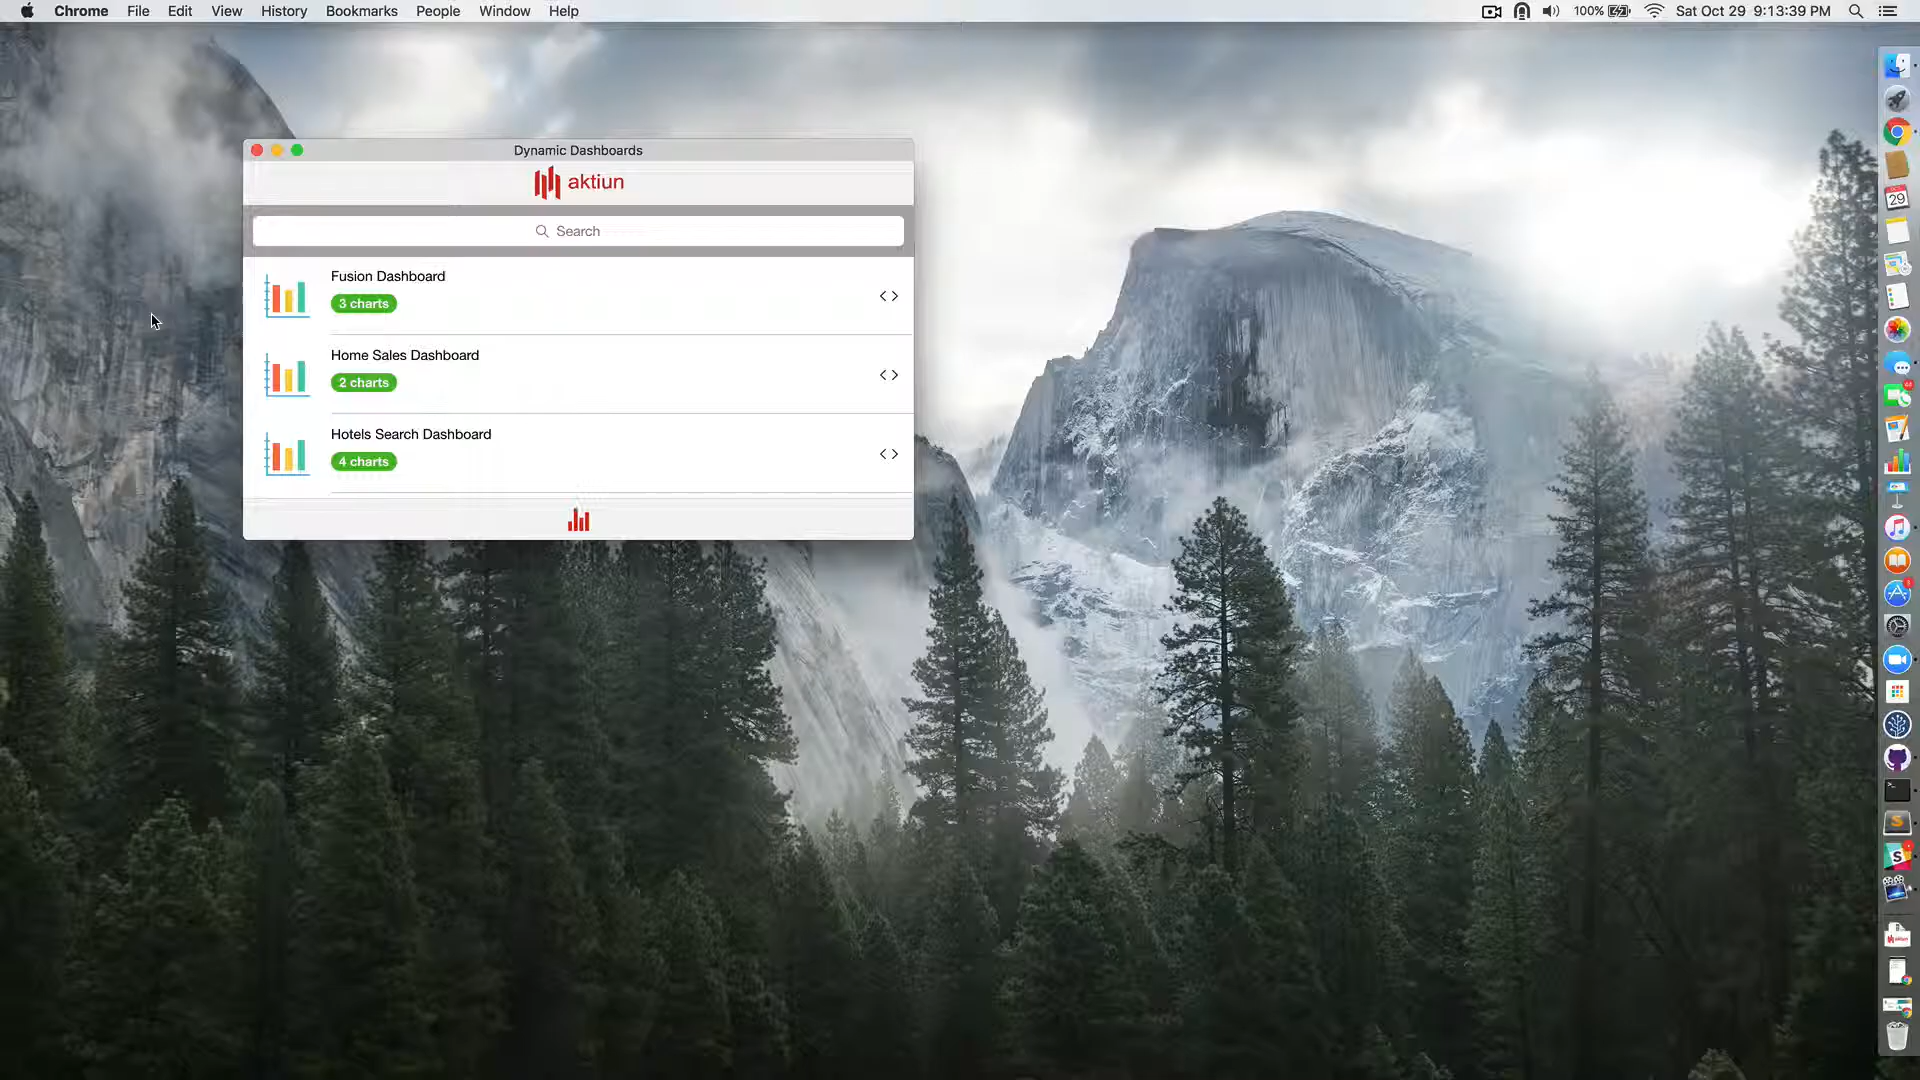 Chrome File Edit View History Bookmarks People Window Help 100% Sat Oct 29 9:13:39 PM
Dynamic Dashboards
aktiun
Search
Fusion Dashboard
3 charts
Home Sales Dashboard
2 charts
Hotels Search Dashboard
4 charts
29